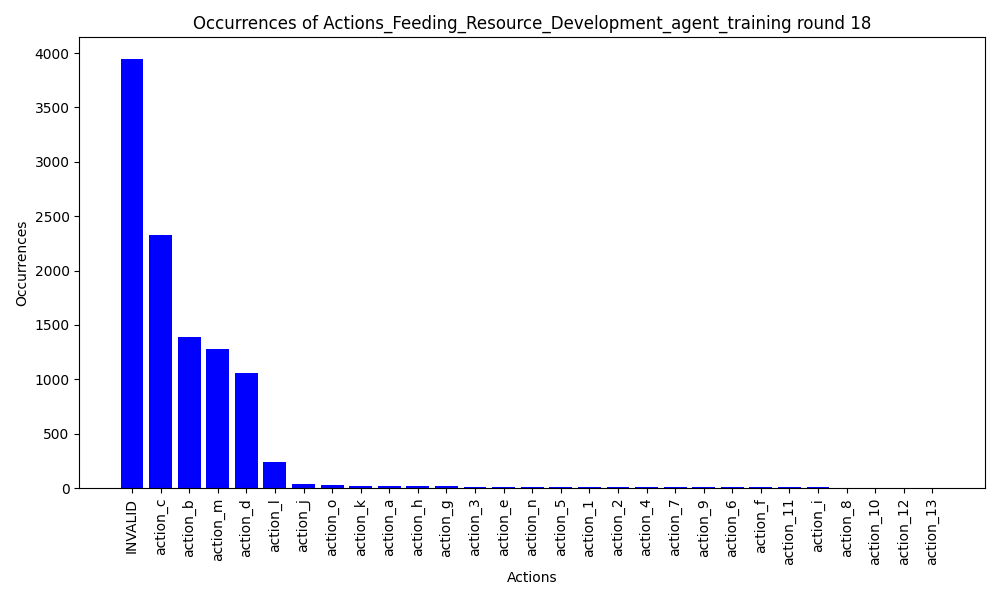 Occurrences of Actions_Feeding_Resource_Development_agent_training round 18
Occurrences
4000
3500
3000
2500
2000
1500
1000
500
0
INVALID
action_c
action_b
action_m
action_d
action_l
action_j
action_o
action_k
action_a
action_h
action_g
action_3
action_e
action_n
action_5
action_1
action_2
action_4
action_7
action_9
action_6
action_f
action_11
action_i
action_8
action_10
action_12
action_13
Actions